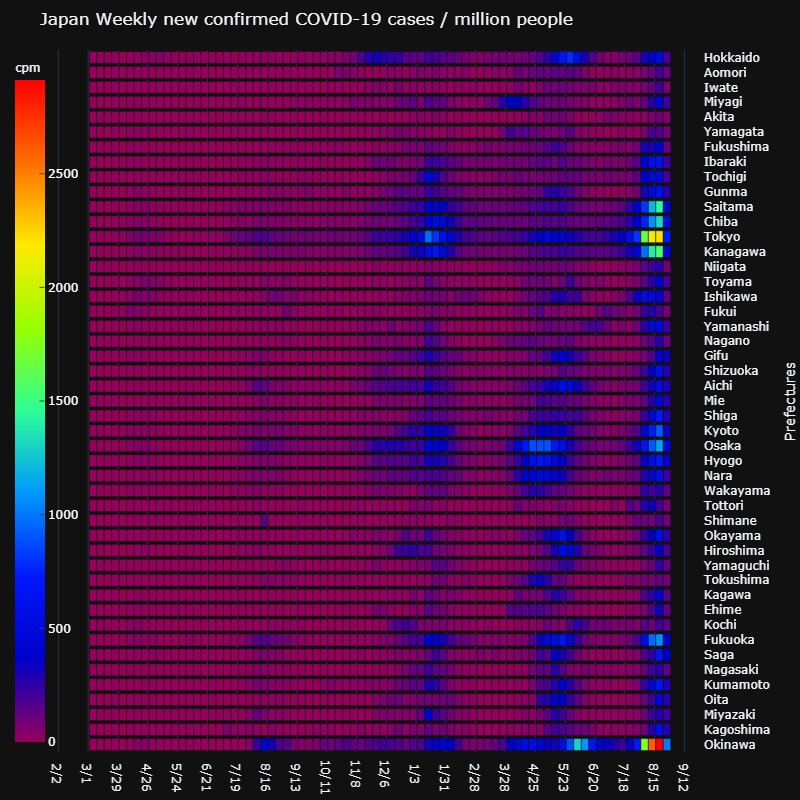 Japan Weekly new confirmed COVID-19 cases / million people
cpm
2500
2000
1500
1000
500
0
Hokkaido
Aomori
Iwate
Miyagi
Akita
Yamagata
Fukushima
Ibaraki
Tochigi
Gunma
Saitama
Chiba
Tokyo
Kanagawa
Niigata
Toyama
Ishikawa
Fukui
Yamanashi
Nagano
Gifu
Shizuoka
Aichi
Mie
Shiga
Kyoto
Osaka
Hyogo
Nara
Wakayama
Tottori
Shimane
Okayama
Hiroshima
Yamaguchi
Tokushima
Kagawa
Ehime
Kochi
Fukuoka
Saga
Nagasaki
Kumamoto
Oita
Miyazaki
Kagoshima
Okinawa
Prefectures
2/2 3/1 3/29 4/26 5/24 6/21 7/19 8/16 9/13 10/11 11/8 12/6 1/3 1/31 2/28 3/28 4/25 5/23 6/20 7/18 8/15 9/12